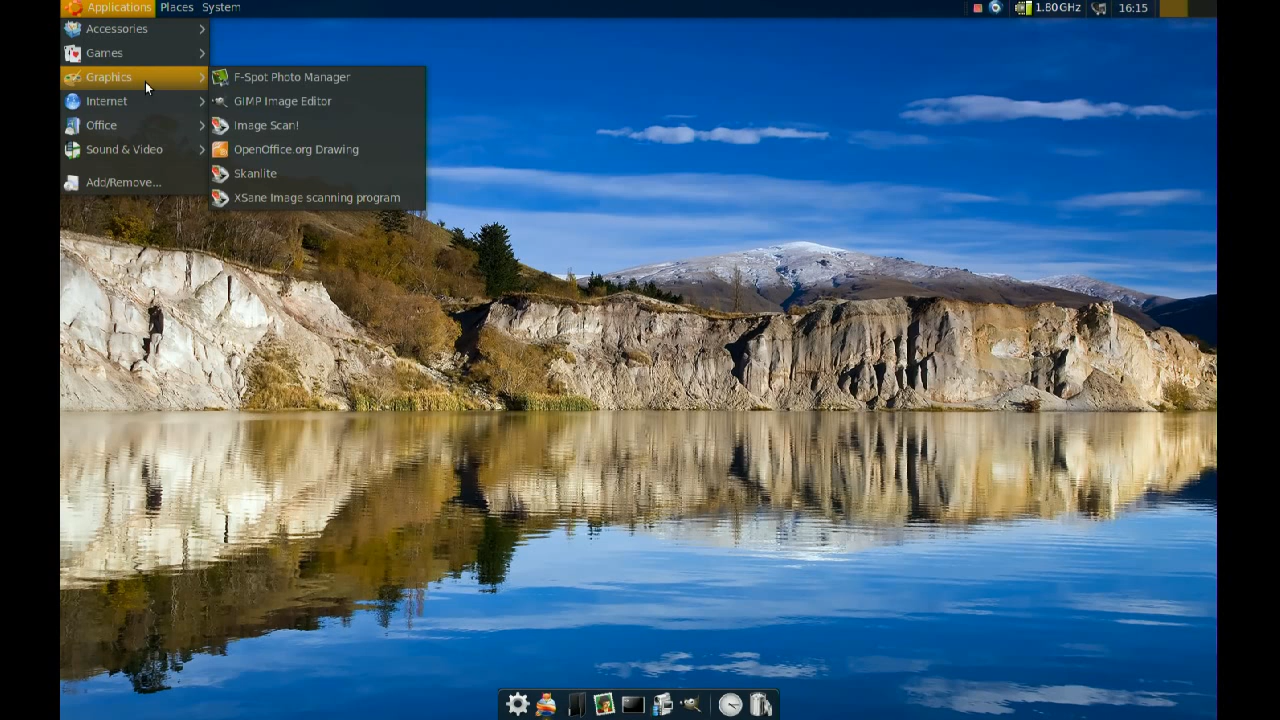 Applications Places System 1.80GHz 16:15
Accessories
Games
Graphics
Internet
Office
Sound & Video
Add/Remove...
F-Spot Photo Manager
GIMP Image Editor
Image Scan!
OpenOffice.org Drawing
Skanlite
XSane Image scanning program